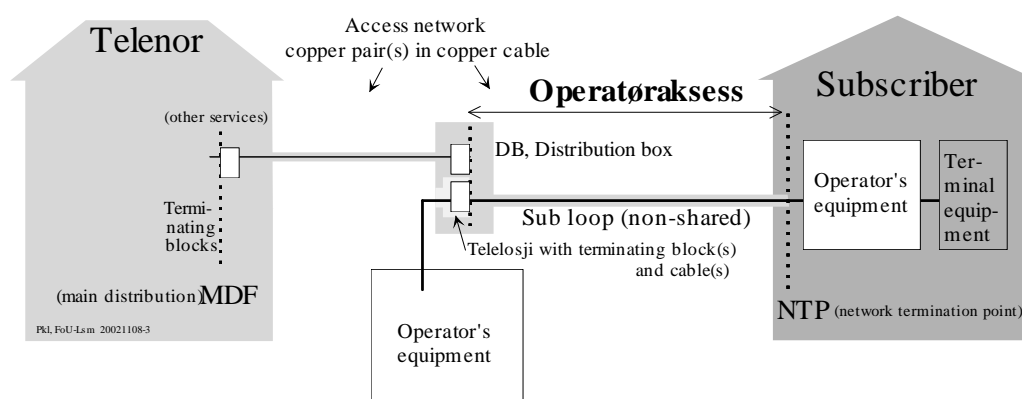 Telenor
Access network
copper pair(s) in copper cable
Operatøraksess
Subscriber
(other services)
DB, Distribution box
Operator's
equipment
Ter-
minal
equip-
ment
Termi-
nating
blocks
Sub loop (non-shared)
Telelosji with terminating block(s)
and cable(s)
(main distribution)MDF
NTP (network termination point)
Pkl, FoU-Lsm 20021108-3
Operator's
equipment